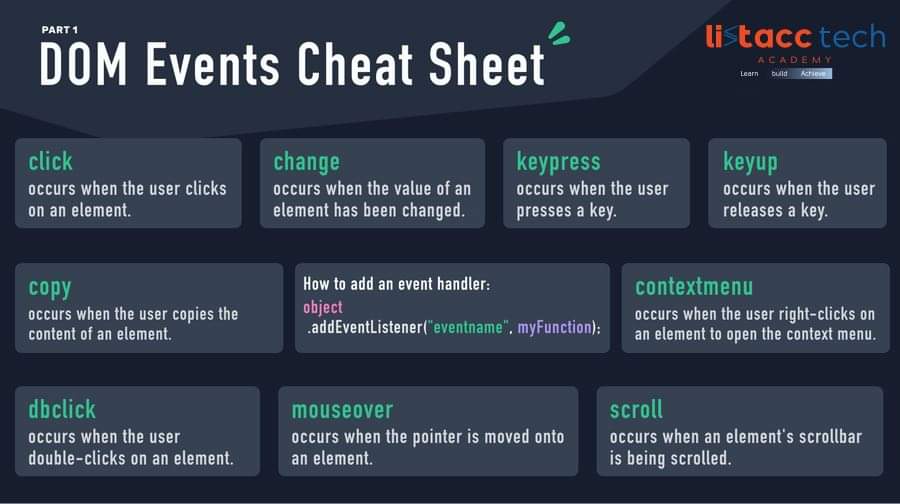 PART 1
DOM Events Cheat Sheet
listacc tech
ACADEMY
Learn build Achieve
click
occurs when the user clicks
on an element.
change
occurs when the value of an
element has been changed.
keypress
occurs when the user
presses a key.
keyup
occurs when the user
releases a key.
copy
occurs when the user copies the
content of an element.
How to add an event handler:
object
.addEventListener("eventname", myFunction);
contextmenu
occurs when the user right-clicks on
an element to open the context menu.
dbclick
occurs when the user
double-clicks on an element.
mouseover
occurs when the pointer is moved onto
an element.
scroll
occurs when an element's scrollbar
is being scrolled.